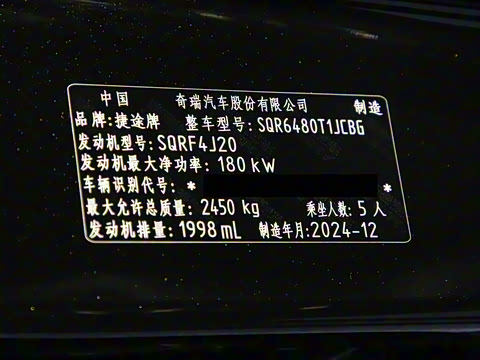 中国 奇瑞汽车股份有限公司 制造
品牌:捷途牌 整车型号:SQR6480T1JCBG
发动机型号:SQRF4J20
发动机最大净功率:180 kW
车辆识别代号:* *
最大允许总质量:2450 kg 乘坐人数:5 人
发动机排量:1998 mL 制造年月:2024-12